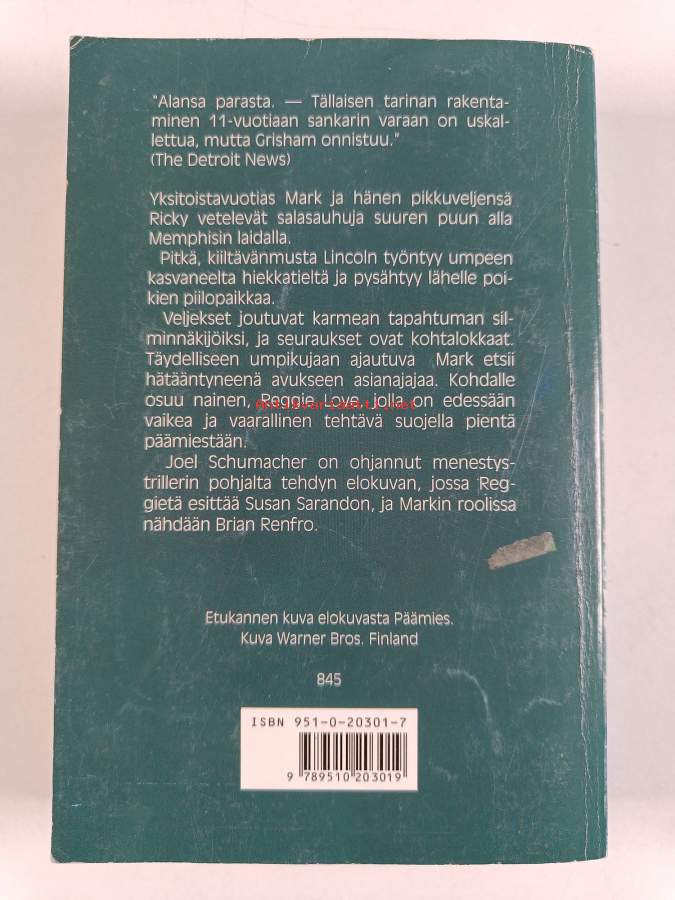 "Alansa parasta. — Tällaisen tarinan rakenta-
minen 11-vuotiaan sankarin varaan on uskal-
lettua, mutta Grisham onnistuu."
(The Detroit News)
Yksitoistavuotias Mark ja hänen pikkuveljensä
Ricky vetelevät salasauhuja suuren puun alla
Memphisin laidalla.
Pitkä, kiiltävänmusta Lincoln työntyy umpeen
kasvaneelta hiekkatieltä ja pysähtyy lähelle poi-
kien piilopaikkaa.
Veljekset joutuvat karmean tapahtuman sil-
minnäkijöiksi, ja seuraukset ovat kohtalokkaat.
Täydelliseen umpikujaan ajautuva Mark etsii
hätääntyneenä avukseen asianajajaa. Kohdalle
osuu nainen, Reggie Love, jolla on edessään
antikvariaatti.net
vaikea ja vaarallinen tehtävä suojella pientä
päämiestään.
Joel Schumacher on ohjannut menestys-
trillerin pohjalta tehdyn elokuvan, jossa Reg-
gietä esittää Susan Sarandon, ja Markin roolissa
nähdään Brian Renfro.
Etukannen kuva elokuvasta Päämies.
Kuva Warner Bros. Finland
845
ISBN 951-0-20301-7
9 789510 203019